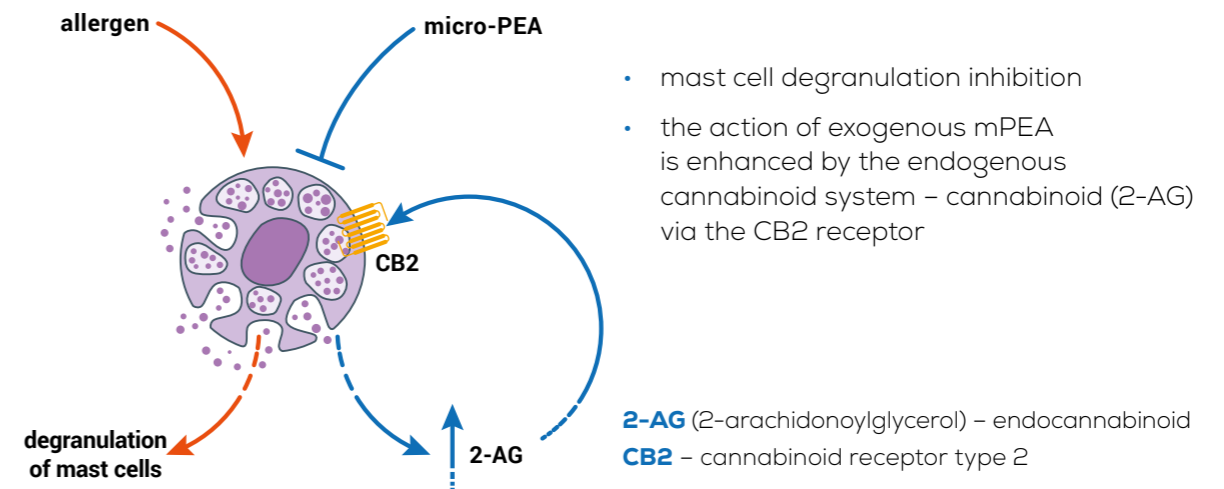 allergen
micro-PEA
CB2
degranulation
of mast cells
2-AG
• mast cell degranulation inhibition
• the action of exogenous mPEA
is enhanced by the endogenous
cannabinoid system – cannabinoid (2-AG)
via the CB2 receptor
2-AG (2-arachidonoylglycerol) – endocannabinoid
CB2 – cannabinoid receptor type 2